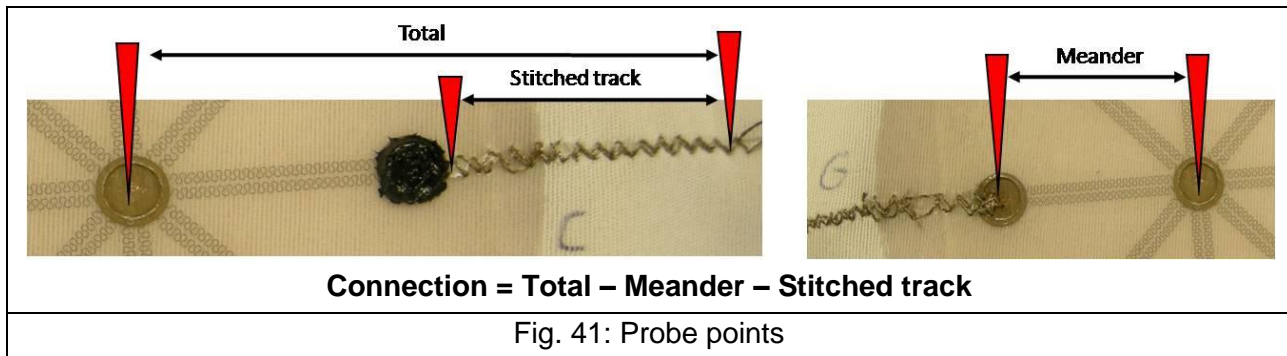 Total
Stitched track
Meander
C
G
Connection = Total – Meander – Stitched track
Fig. 41: Probe points